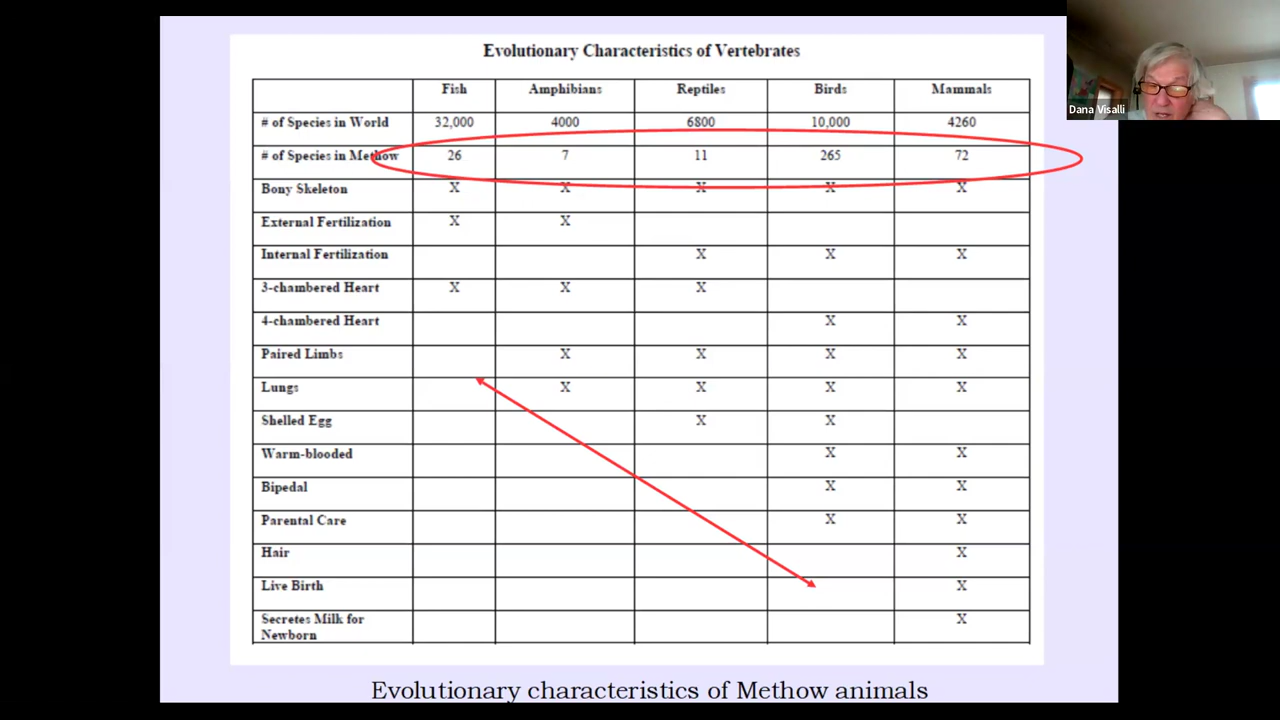 Evolutionary Characteristics of Vertebrates
Fish Amphibians Reptiles Birds Mammals
# of Species in World 32,000 4000 6800 10,000 4260
# of Species in Methow 26 7 11 265 72
Bony Skeleton X X X X X
External Fertilization X X
Internal Fertilization X X X
3-chambered Heart X X X
4-chambered Heart X X
Paired Limbs X X X X
Lungs X X X X
Shelled Egg X X
Warm-blooded X X
Bipedal X X
Parental Care X X
Hair X
Live Birth X
Secretes Milk for X
Newborn
Evolutionary characteristics of Methow animals
Dana Visalli